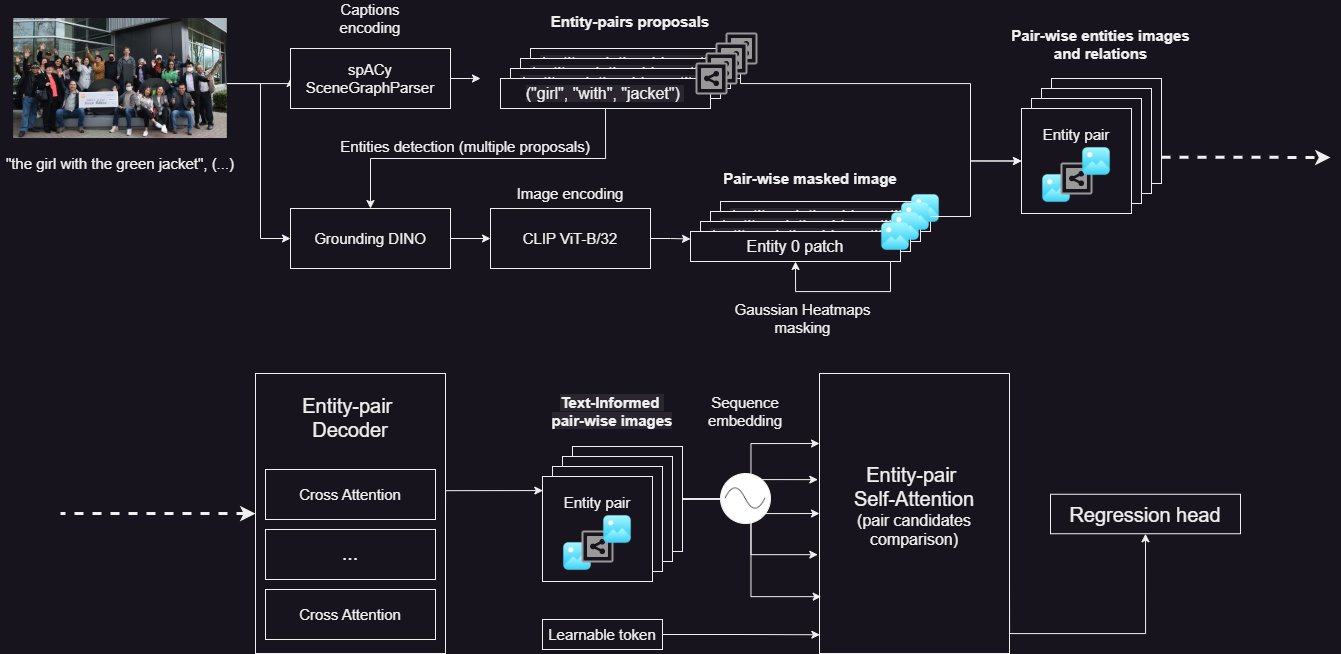 Captions
encoding
Entity-pairs proposals
Pair-wise entities images
and relations
spACy
SceneGraphParser
("girl", "with", "jacket")
Entity pair
"the girl with the green jacket", (...)
Entities detection (multiple proposals)
Image encoding
Pair-wise masked image
Grounding DINO
CLIP ViT-B/32
Entity 0 patch
Gaussian Heatmaps
masking
Entity-pair
Decoder
Cross Attention
...
Cross Attention
Text-Informed
pair-wise images
Entity pair
Sequence
embedding
Entity-pair
Self-Attention
(pair candidates
comparison)
Regression head
Learnable token